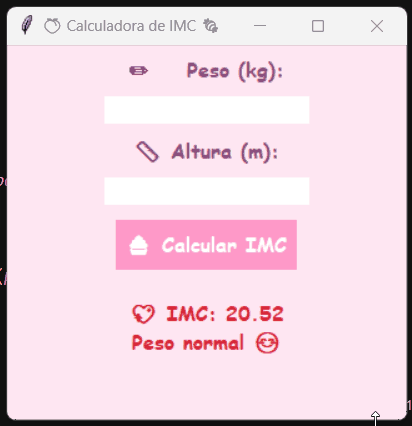 Calculadora de IMC
Peso (kg):
Altura (m):
Calcular IMC
IMC: 20.52
Peso normal